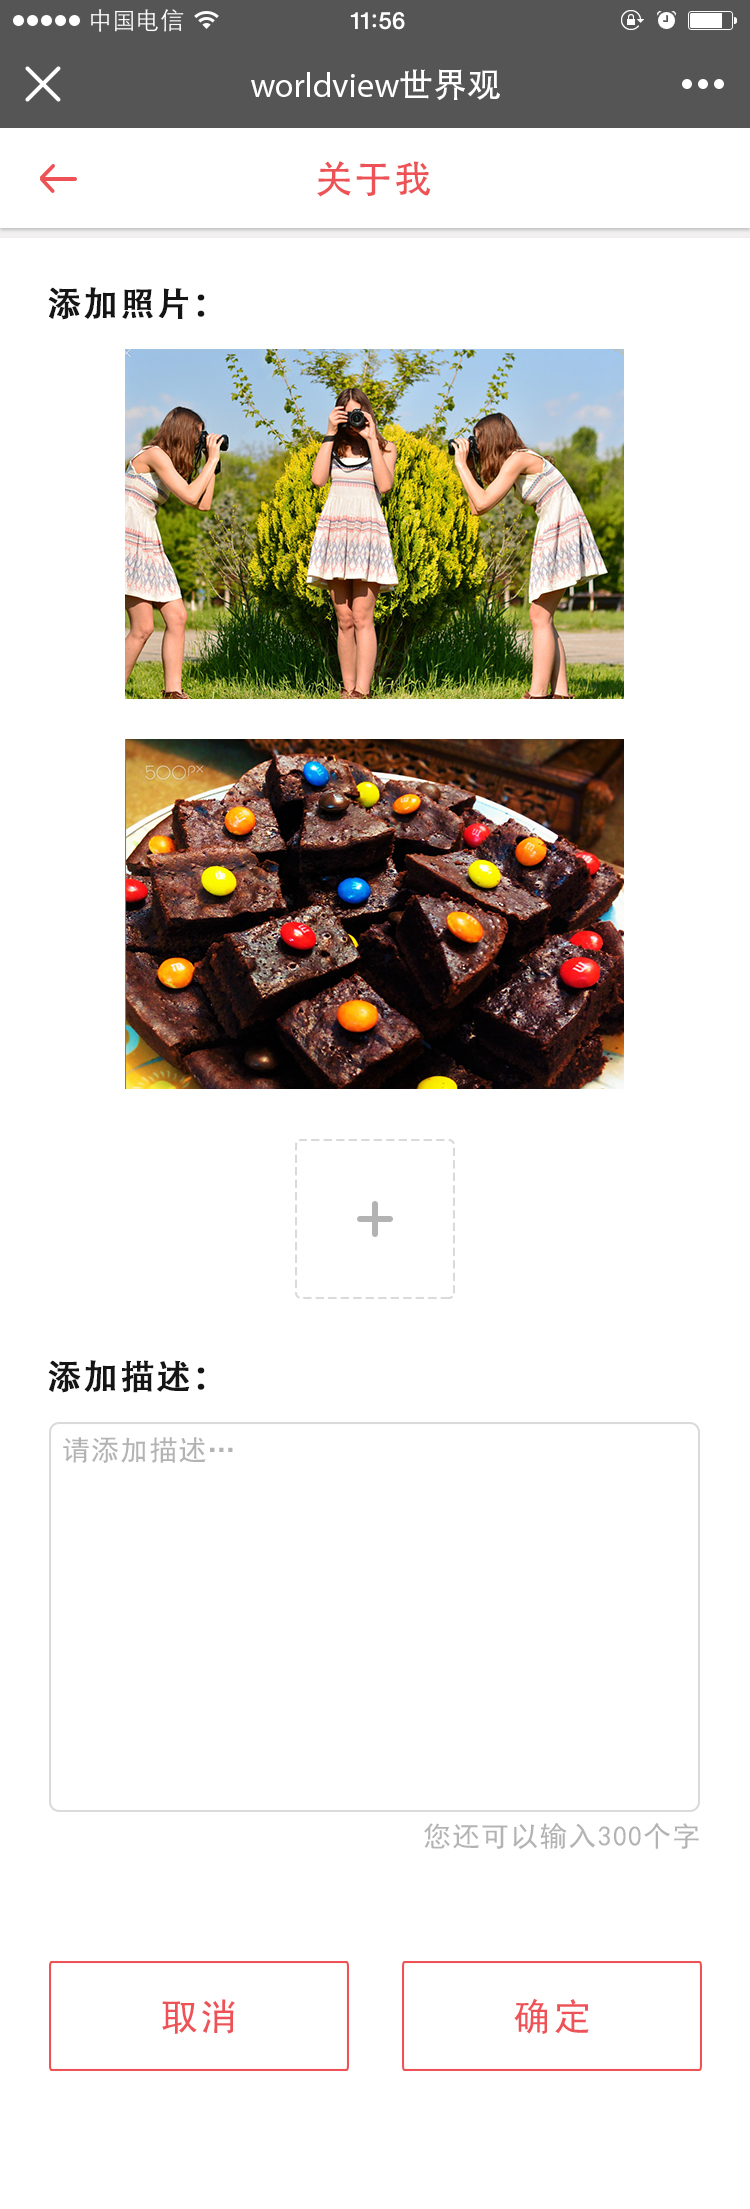 中国电信 11:56
worldview世界观
关于我
添加照片：
500px
添加描述：
请添加描述…
您还可以输入300个字
取消 确定